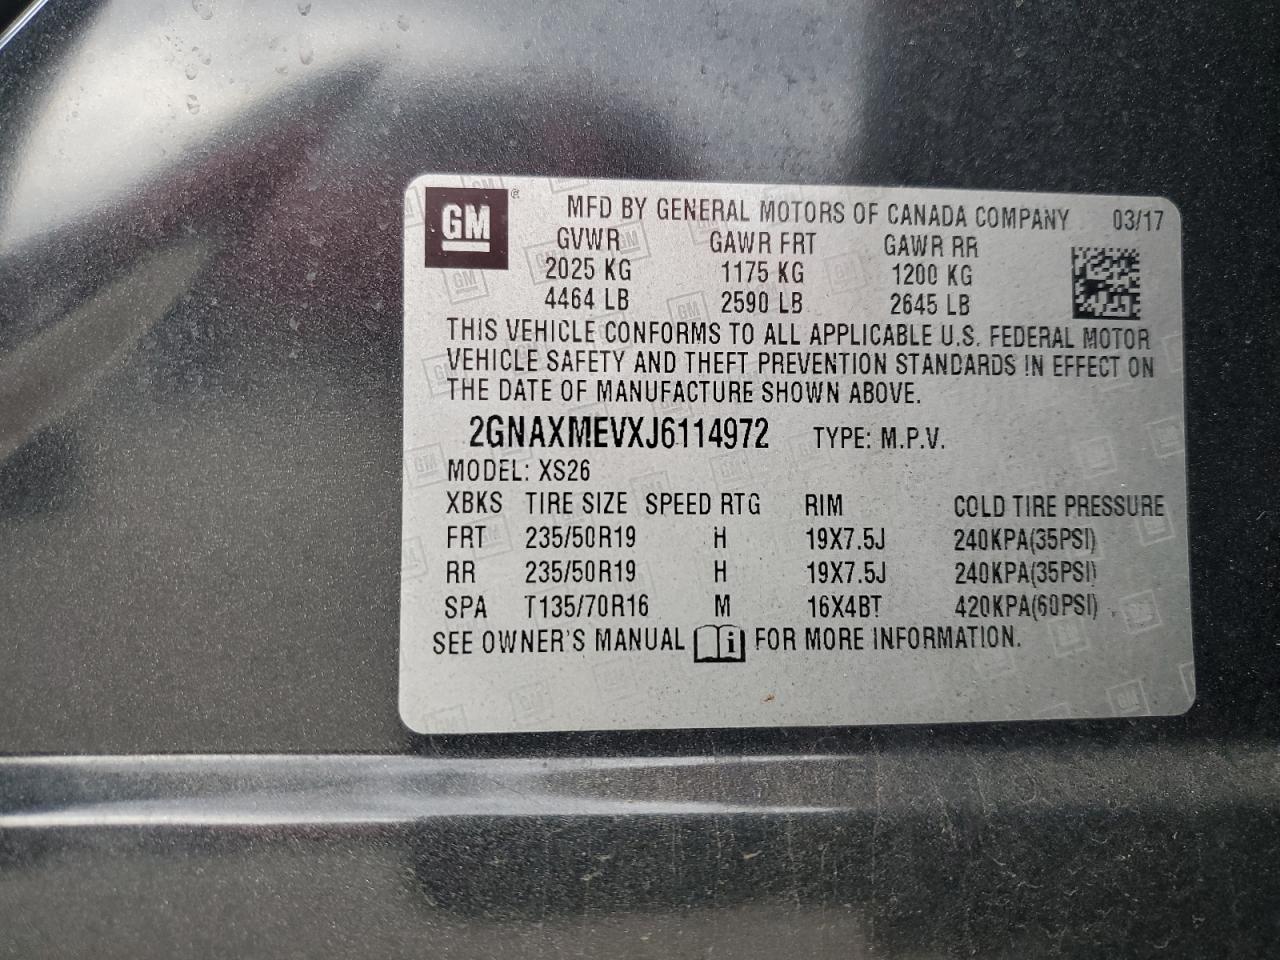 GM ® MFD BY GENERAL MOTORS OF CANADA COMPANY 03/17
GVWR GAWR FRT GAWR RR
2025 KG 1175 KG 1200 KG
4464 LB 2590 LB 2645 LB
THIS VEHICLE CONFORMS TO ALL APPLICABLE U.S. FEDERAL MOTOR
VEHICLE SAFETY AND THEFT PREVENTION STANDARDS IN EFFECT ON
THE DATE OF MANUFACTURE SHOWN ABOVE.
2GNAXMEVXJ6114972 TYPE: M.P.V.
MODEL: XS26
XBKS TIRE SIZE SPEED RTG RIM COLD TIRE PRESSURE
FRT 235/50R19 H 19X7.5J 240KPA(35PSI)
RR 235/50R19 H 19X7.5J 240KPA(35PSI)
SPA T135/70R16 M 16X4BT 420KPA(60PSI)
SEE OWNER'S MANUAL i FOR MORE INFORMATION.